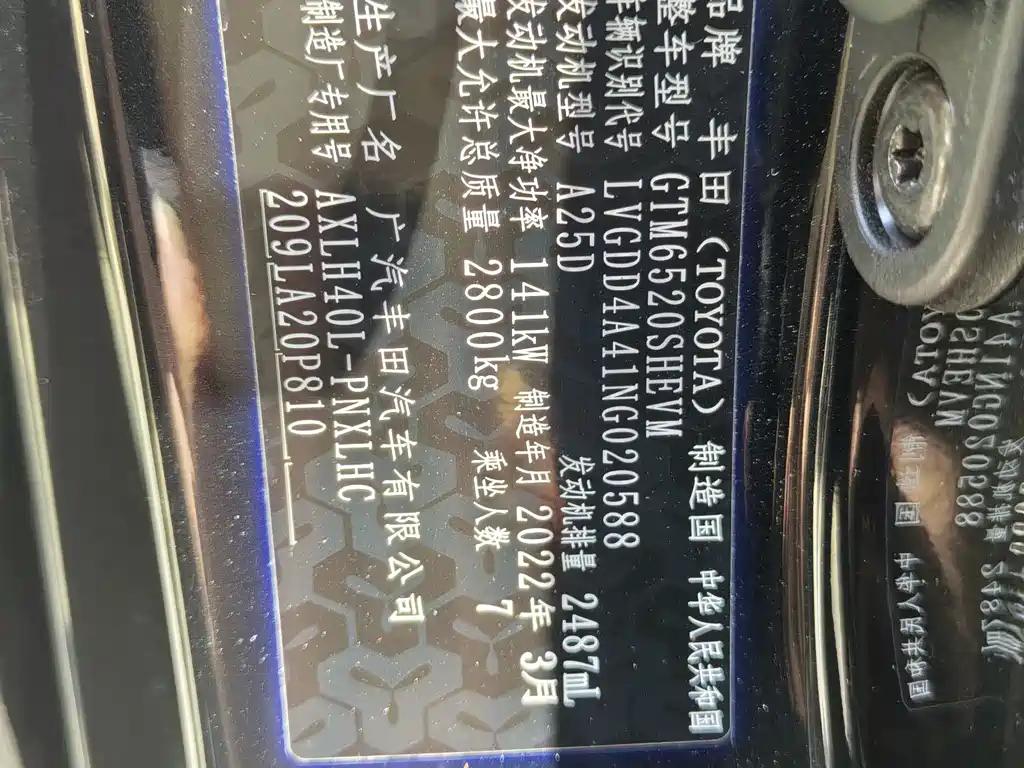 品牌 丰田(TOYOTA) 制造国 中华人民共和国
整车型号 GTM6520SHEVM
车辆识别代号 LVGDD4A41NG020588
发动机型号 A25D 发动机排量 2487mL
发动机最大净功率 141kW 制造年月 2022年 3月
最大允许总质量 2800kg 乘坐人数 7
生产厂名 广汽丰田汽车有限公司
制造厂专用号 AXLH40L-PNXLHC
209LA20P810